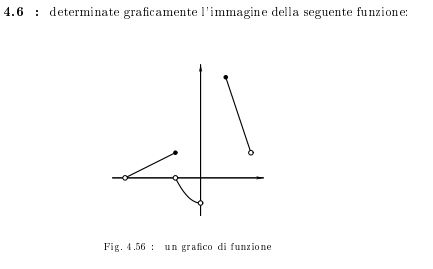 4.6 : determinate graficamente l'immagine della seguente funzione:
Fig. 4.56 : un grafico di funzione